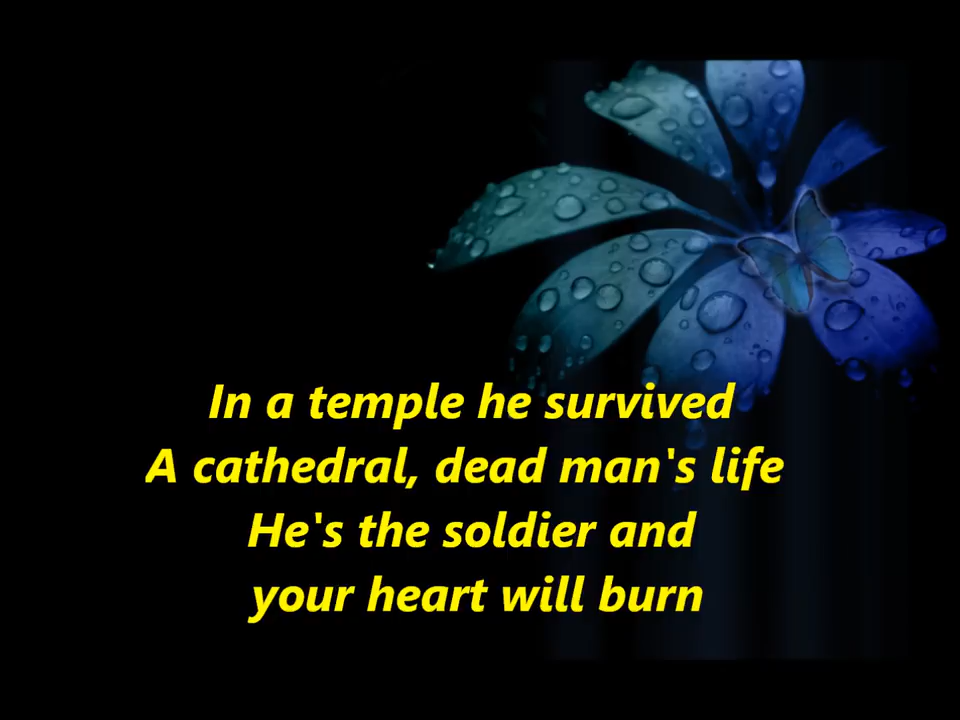 In a temple he survived
A cathedral, dead man's life
He's the soldier and
your heart will burn